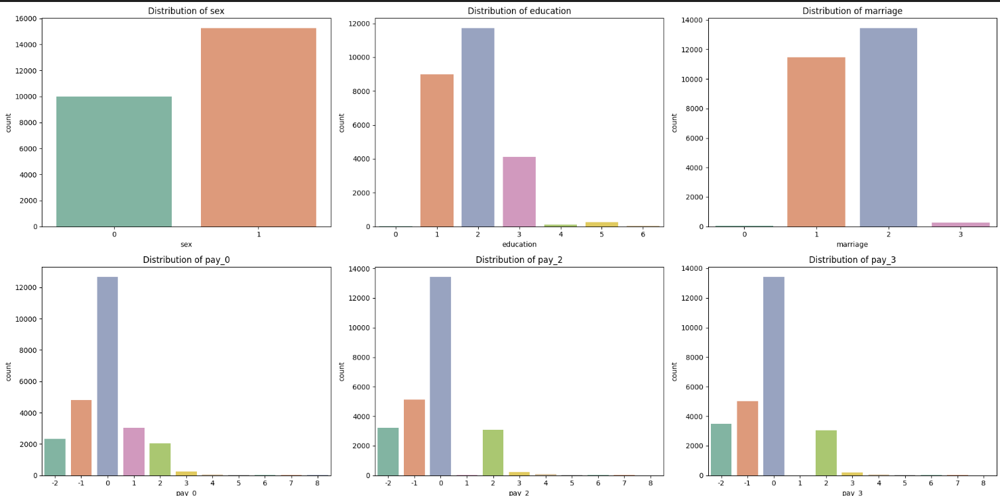 Distribution of sex
16000
14000
12000
10000
8000
6000
4000
2000
0
count
0 1
sex
Distribution of education
12000
10000
8000
6000
4000
2000
0
count
0 1 2 3 4 5 6
education
Distribution of marriage
14000
12000
10000
8000
6000
4000
2000
0
count
0 1 2 3
marriage
Distribution of pay_0
12000
10000
8000
6000
4000
2000
0
count
-2 -1 0 1 2 3 4 5 6 7 8
pay_0
Distribution of pay_2
14000
12000
10000
8000
6000
4000
2000
0
count
-2 -1 0 1 2 3 4 5 6 7 8
pay_2
Distribution of pay_3
14000
12000
10000
8000
6000
4000
2000
0
count
-2 -1 0 1 2 3 4 5 6 7 8
pay_3